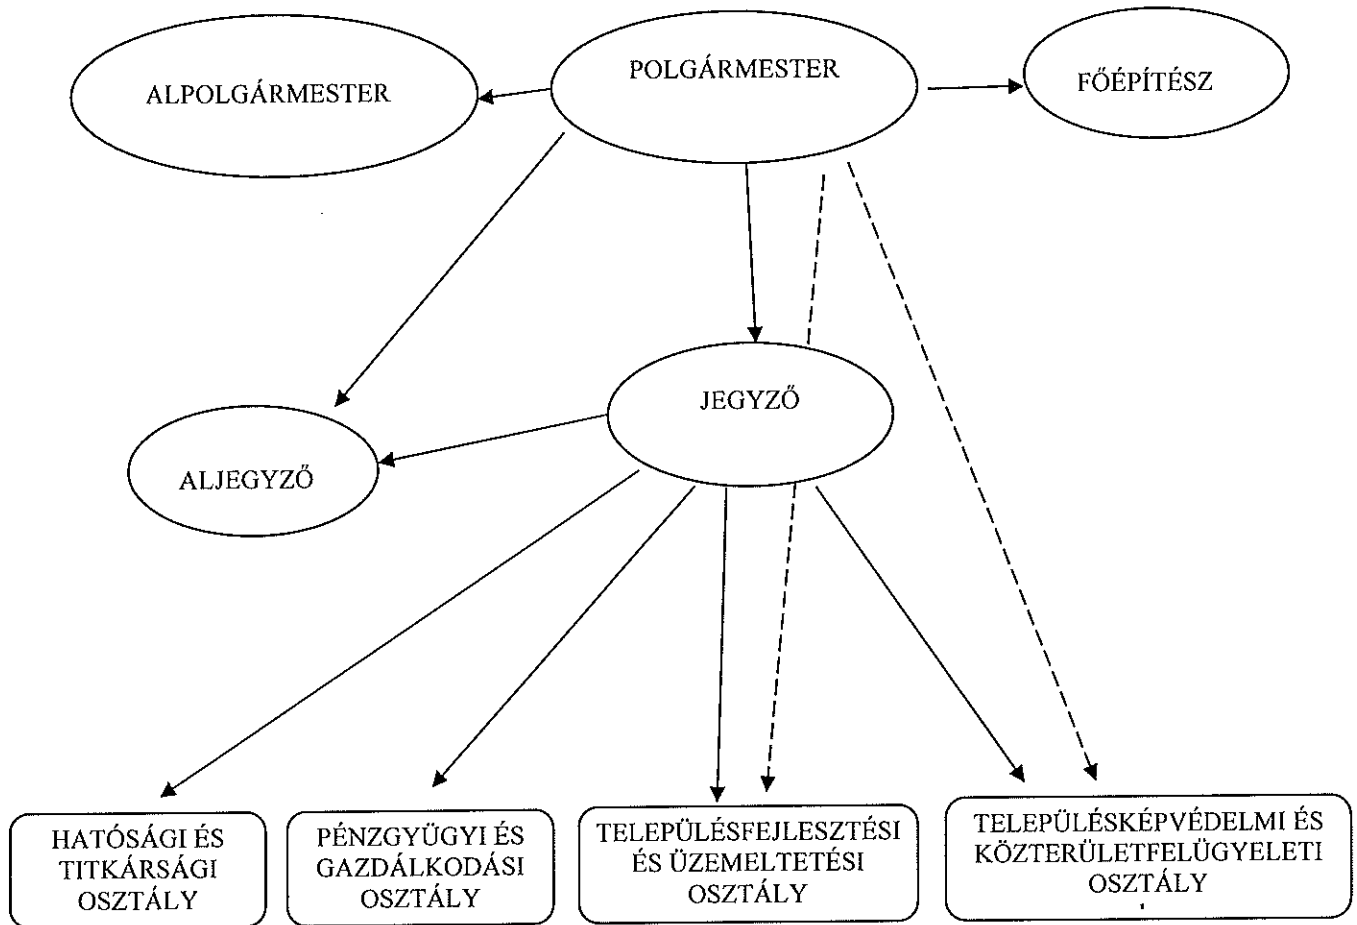 ALPOLGÁRMESTER
POLGÁRMESTER
FŐÉPÍTÉSZ
JEGYZŐ
ALJEGYZŐ
HATÓSÁGI ÉS
TITKÁRSÁGI
OSZTÁLY
PÉNZGYÜGYI ÉS
GAZDÁLKODÁSI
OSZTÁLY
TELEPÜLÉSFEJLESZTÉSI
ÉS ÜZEMELTETÉSI
OSZTÁLY
TELEPÜLÉSKÉPVÉDELMI ÉS
KÖZTERÜLETFELÜGYELETI
OSZTÁLY